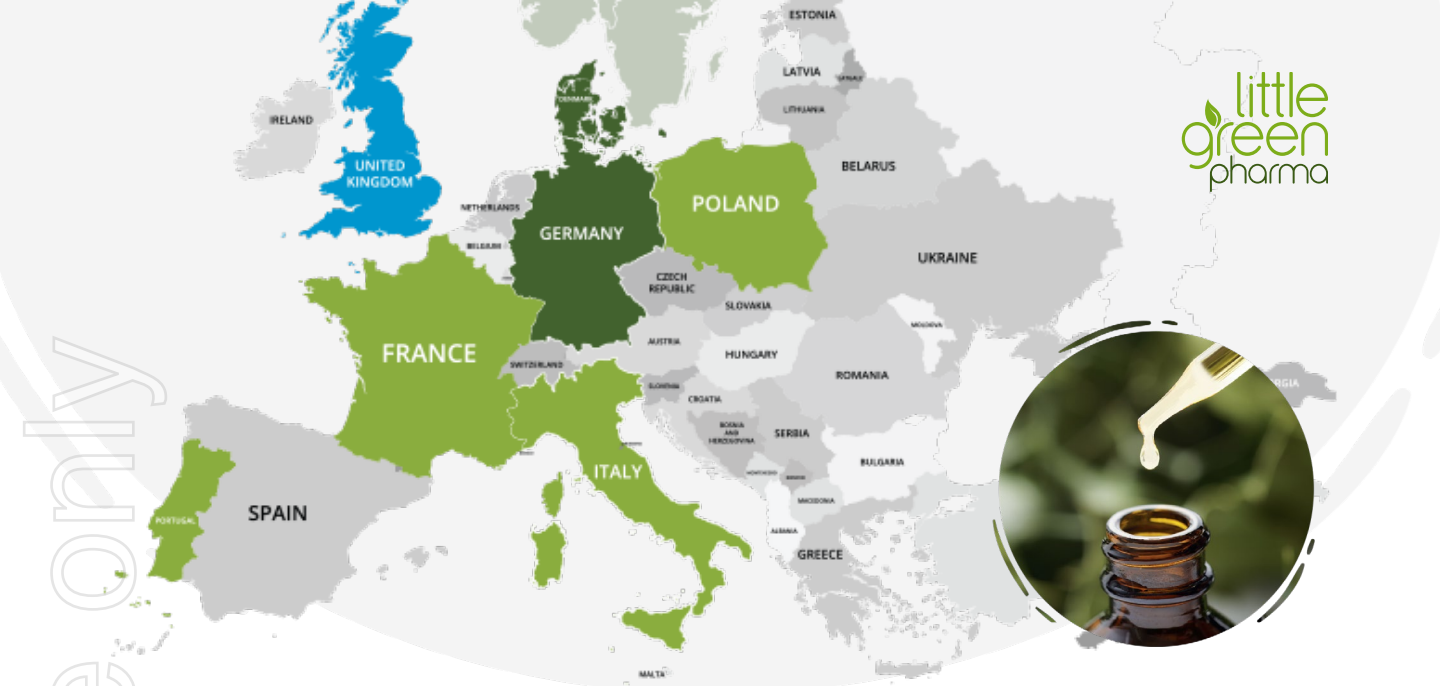 ESTONIA
LATVIA
LITHUANIA
IRELAND
DENMARK
UNITED
KINGDOM
BELARUS
NETHERLANDS
POLAND
GERMANY
BELGIUM
UKRAINE
CZECH
REPUBLIC
SLOVAKIA
MOLDOVA
AUSTRIA
FRANCE
HUNGARY
SWITZERLAND
ROMANIA
SLOVENIA
CROATIA
RGIA
BOSNIA
AND
HERZEGOVINA
SERBIA
BULGARIA
ITALY
MACEDONIA
SPAIN
PORTUGAL
ALBANIA
GREECE
MALTA
little
green
pharma
e only